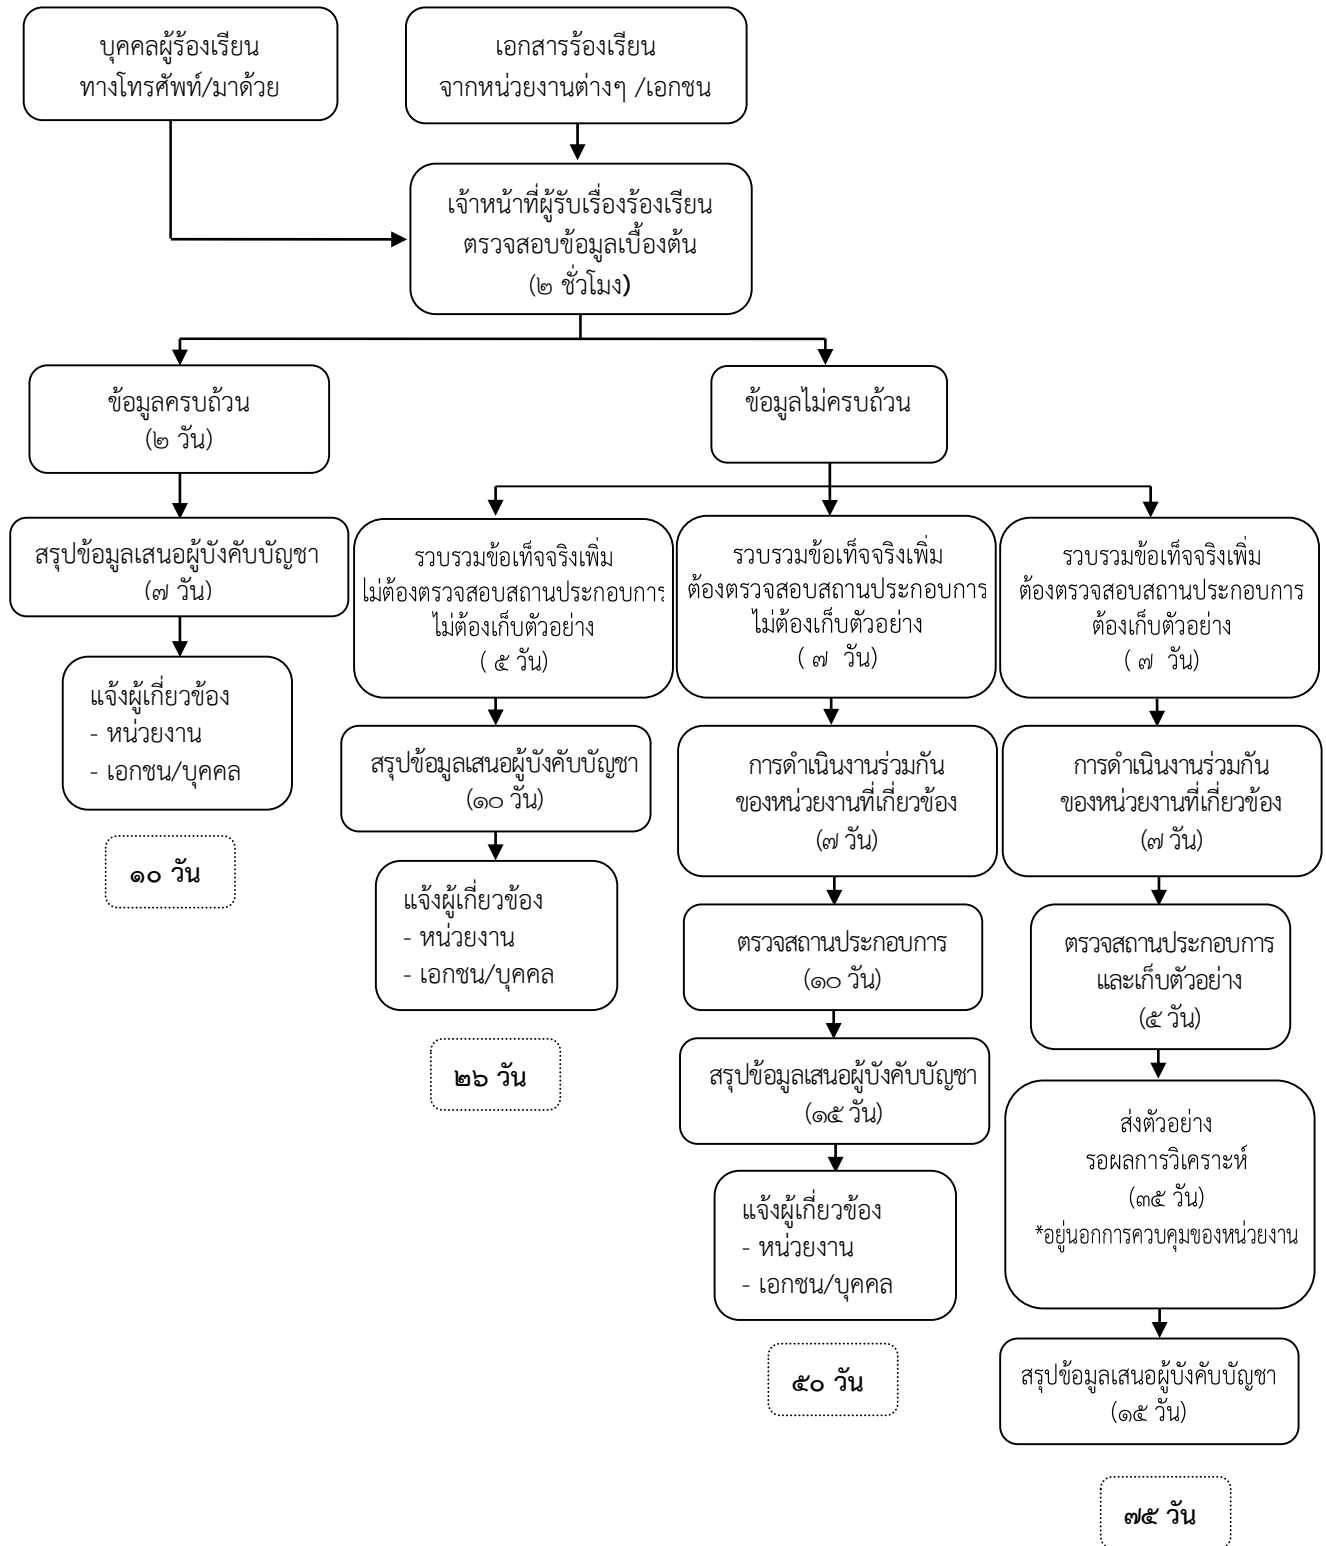 บุคคลผู้ร้องเรียน
ทางโทรศัพท์/มาด้วย
เอกสารร้องเรียน
จากหน่วยงานต่างๆ /เอกชน
เจ้าหน้าที่ผู้รับเรื่องร้องเรียน
ตรวจสอบข้อมูลเบื้องต้น
(๒ ชั่วโมง)
ข้อมูลครบถ้วน
(๒ วัน)
ข้อมูลไม่ครบถ้วน
สรุปข้อมูลเสนอผู้บังคับบัญชา
(๗ วัน)
แจ้งผู้เกี่ยวข้อง
- หน่วยงาน
- เอกชน/บุคคล
๑๐ วัน
รวบรวมข้อเท็จจริงเพิ่ม
ไม่ต้องตรวจสอบสถานประกอบการ
ไม่ต้องเก็บตัวอย่าง
( ๕ วัน)
สรุปข้อมูลเสนอผู้บังคับบัญชา
(๑๐ วัน)
แจ้งผู้เกี่ยวข้อง
- หน่วยงาน
- เอกชน/บุคคล
๒๖ วัน
รวบรวมข้อเท็จจริงเพิ่ม
ต้องตรวจสอบสถานประกอบการ
ไม่ต้องเก็บตัวอย่าง
( ๗ วัน)
การดำเนินงานร่วมกัน
ของหน่วยงานที่เกี่ยวข้อง
(๗ วัน)
ตรวจสถานประกอบการ
(๑๐ วัน)
สรุปข้อมูลเสนอผู้บังคับบัญชา
(๑๕ วัน)
แจ้งผู้เกี่ยวข้อง
- หน่วยงาน
- เอกชน/บุคคล
๕๐ วัน
รวบรวมข้อเท็จจริงเพิ่ม
ต้องตรวจสอบสถานประกอบการ
ต้องเก็บตัวอย่าง
( ๗ วัน)
การดำเนินงานร่วมกัน
ของหน่วยงานที่เกี่ยวข้อง
(๗ วัน)
ตรวจสถานประกอบการ
และเก็บตัวอย่าง
(๕ วัน)
ส่งตัวอย่าง
รอผลการวิเคราะห์
(๓๕ วัน)
*อยู่นอกการควบคุมของหน่วยงาน
สรุปข้อมูลเสนอผู้บังคับบัญชา
(๑๕ วัน)
๗๕ วัน